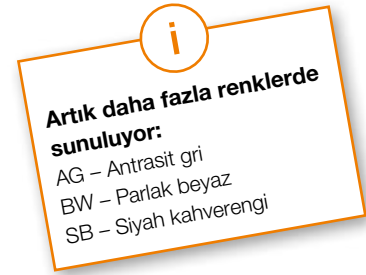 i
Artık daha fazla renklerde
sunuluyor:
AG – Antrasit gri
BW – Parlak beyaz
SB – Siyah kahverengi